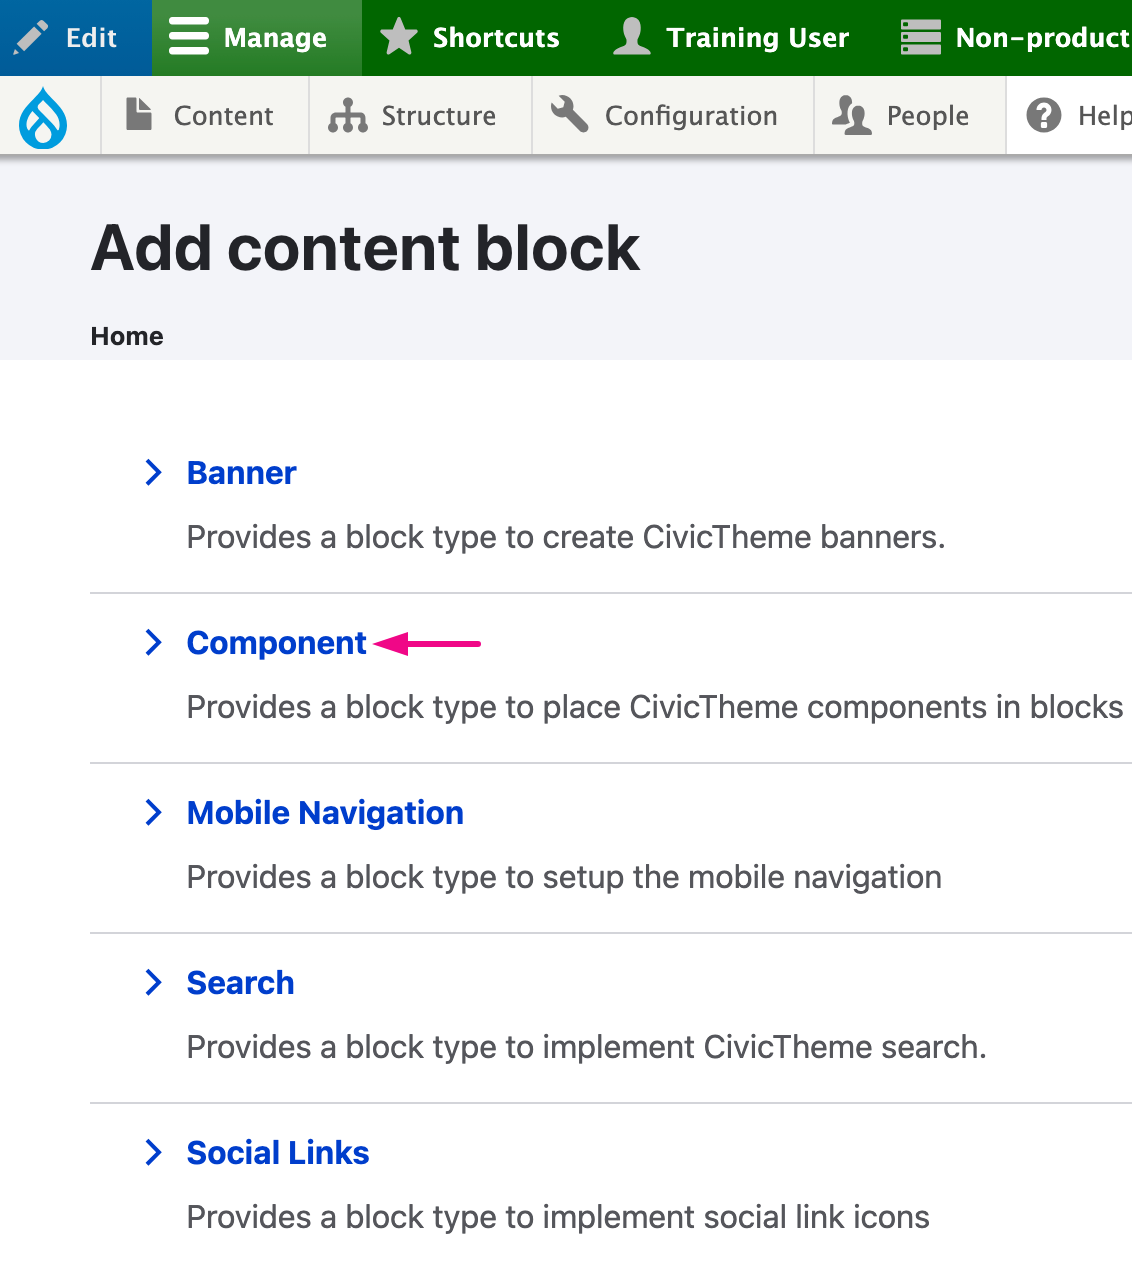 Edit Manage Shortcuts Training User Non-product
Content Structure Configuration People Help
Add content block
Home
Banner
Provides a block type to create CivicTheme banners.
Component
Provides a block type to place CivicTheme components in blocks
Mobile Navigation
Provides a block type to setup the mobile navigation
Search
Provides a block type to implement CivicTheme search.
Social Links
Provides a block type to implement social link icons